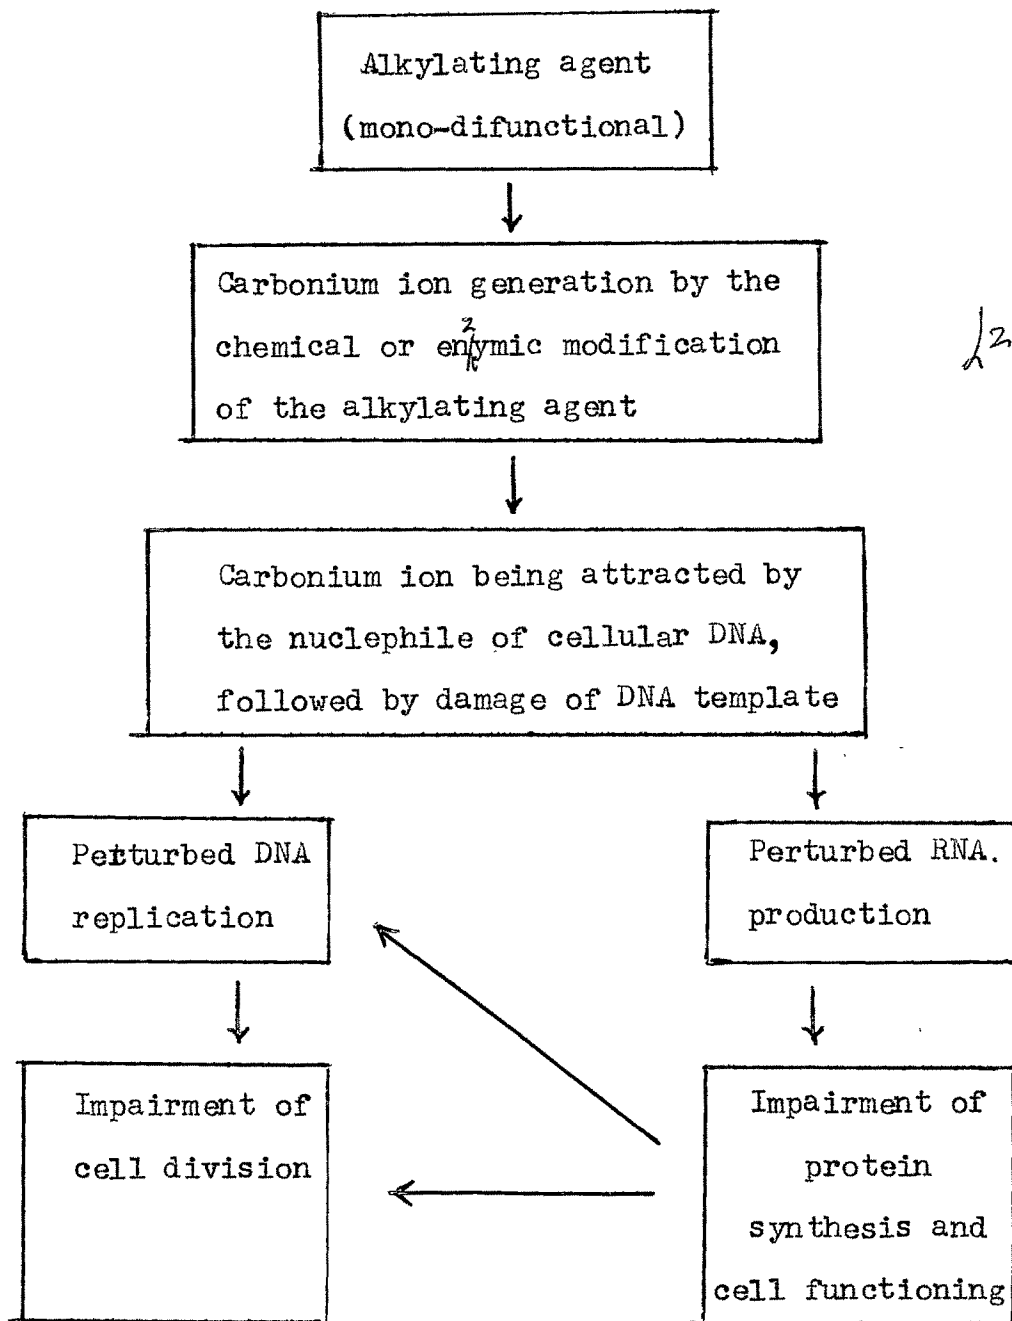 Alkylating agent
(mono-difunctional)
Carbonium ion generation by the
chemical or enzymic modification
of the alkylating agent
Carbonium ion being attracted by
the nuclephile of cellular DNA,
followed by damage of DNA template
Perturbed DNA
replication
Perturbed RNA.
production
Impairment of
cell division
Impairment of
protein
synthesis and
cell functioning